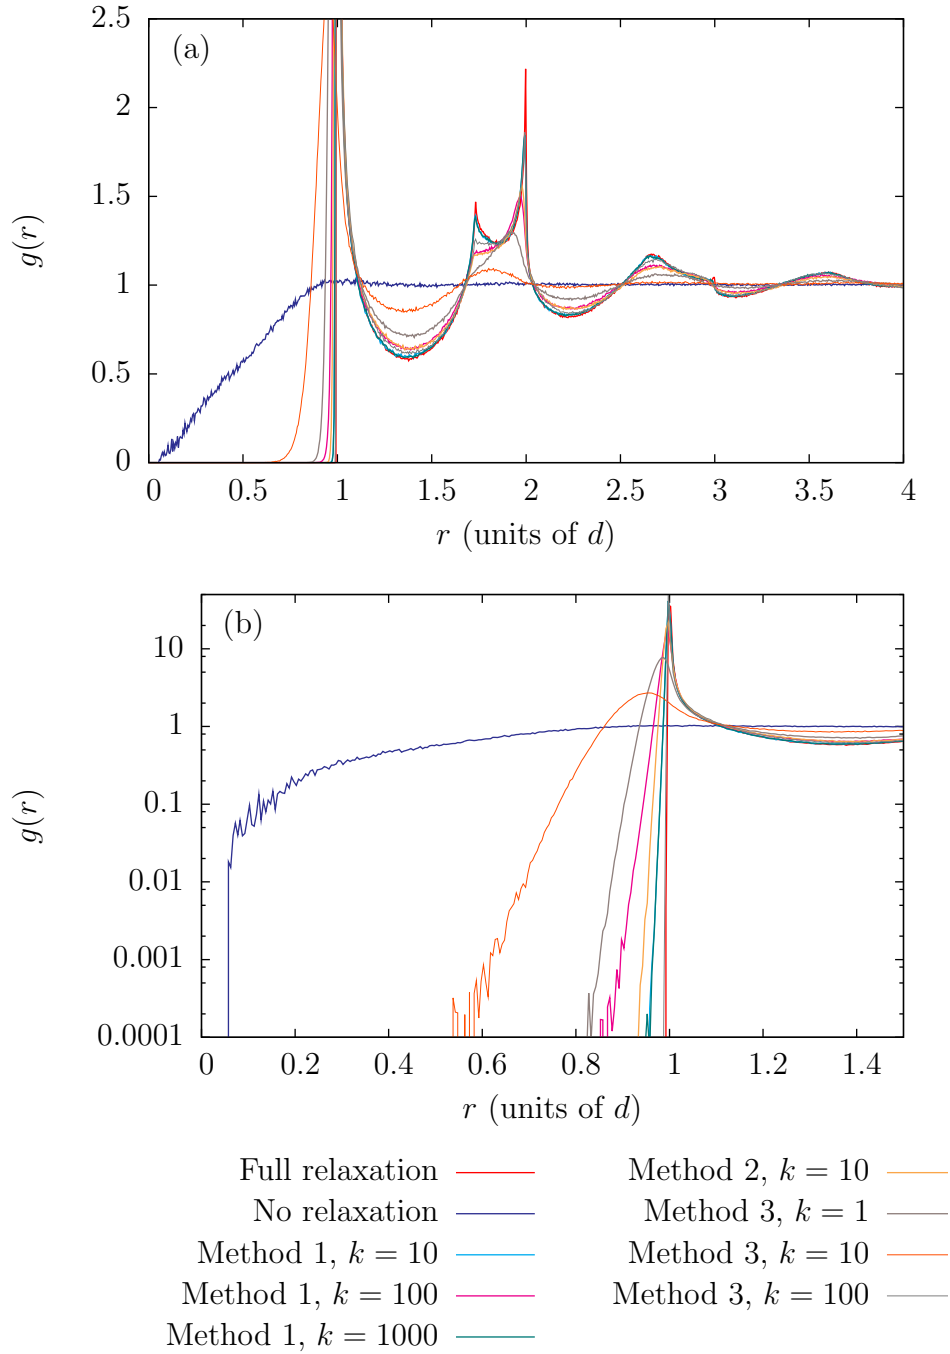 (a)
2.5
2
1.5
1
0.5
0
g(r)
0 0.5 1 1.5 2 2.5 3 3.5 4
r (units of d)
(b)
10
1
0.1
0.01
0.001
0.0001
g(r)
0 0.2 0.4 0.6 0.8 1 1.2 1.4
r (units of d)
Full relaxation
No relaxation
Method 1, k = 10
Method 1, k = 100
Method 1, k = 1000
Method 2, k = 10
Method 3, k = 1
Method 3, k = 10
Method 3, k = 100